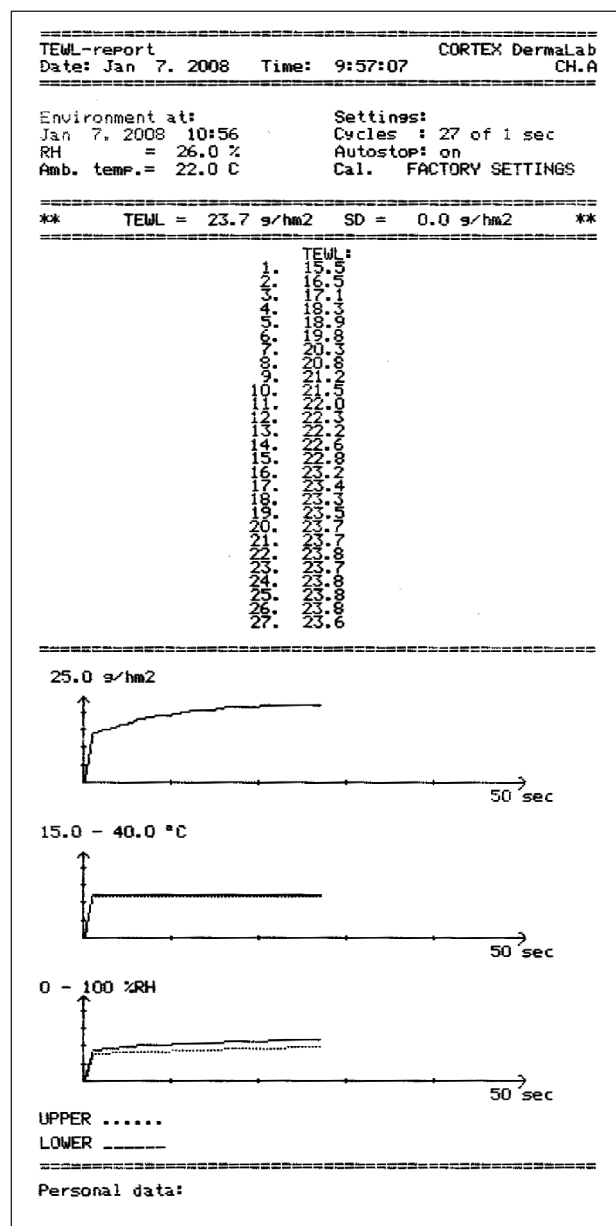 TEWL-report CORTEX DermaLab
Date: Jan 7. 2008 Time: 9:57:07 CH.A
Environment at: Settings:
Jan 7. 2008 10:56 Cycles : 27 of 1 sec
RH = 26.0 % Autostop: on
Amb. temp.= 22.0 C Cal. FACTORY SETTINGS
** TEWL = 23.7 g/hm2 SD = 0.0 g/hm2 **
TEWL:
1. 15.5
2. 16.5
3. 17.1
4. 18.3
5. 18.9
6. 19.8
7. 20.3
8. 20.8
9. 21.2
10. 21.5
11. 22.0
12. 22.3
13. 22.2
14. 22.6
15. 22.8
16. 23.2
17. 23.4
18. 23.3
19. 23.5
20. 23.7
21. 23.7
22. 23.8
23. 23.7
24. 23.8
25. 23.8
26. 23.8
27. 23.6
25.0 g/hm2
50 sec
15.0 - 40.0 °C
50 sec
0 - 100 %RH
50 sec
UPPER ......
LOWER ______
Personal data: